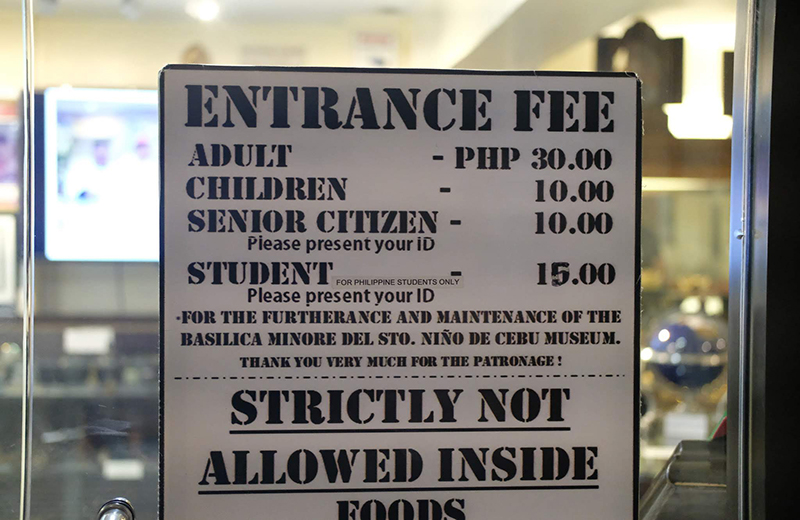 ENTRANCE FEE
ADULT - PHP 30.00
CHILDREN - 10.00
SENIOR CITIZEN - 10.00
Please present your ID
STUDENT FOR PHILIPPINE STUDENTS ONLY - 15.00
Please present your ID
-FOR THE FURTHERANCE AND MAINTENANCE OF THE
BASILICA MINORE DEL STO. NIÑO DE CEBU MUSEUM.
THANK YOU VERY MUCH FOR THE PATRONAGE !
STRICTLY NOT
ALLOWED INSIDE
FOODS